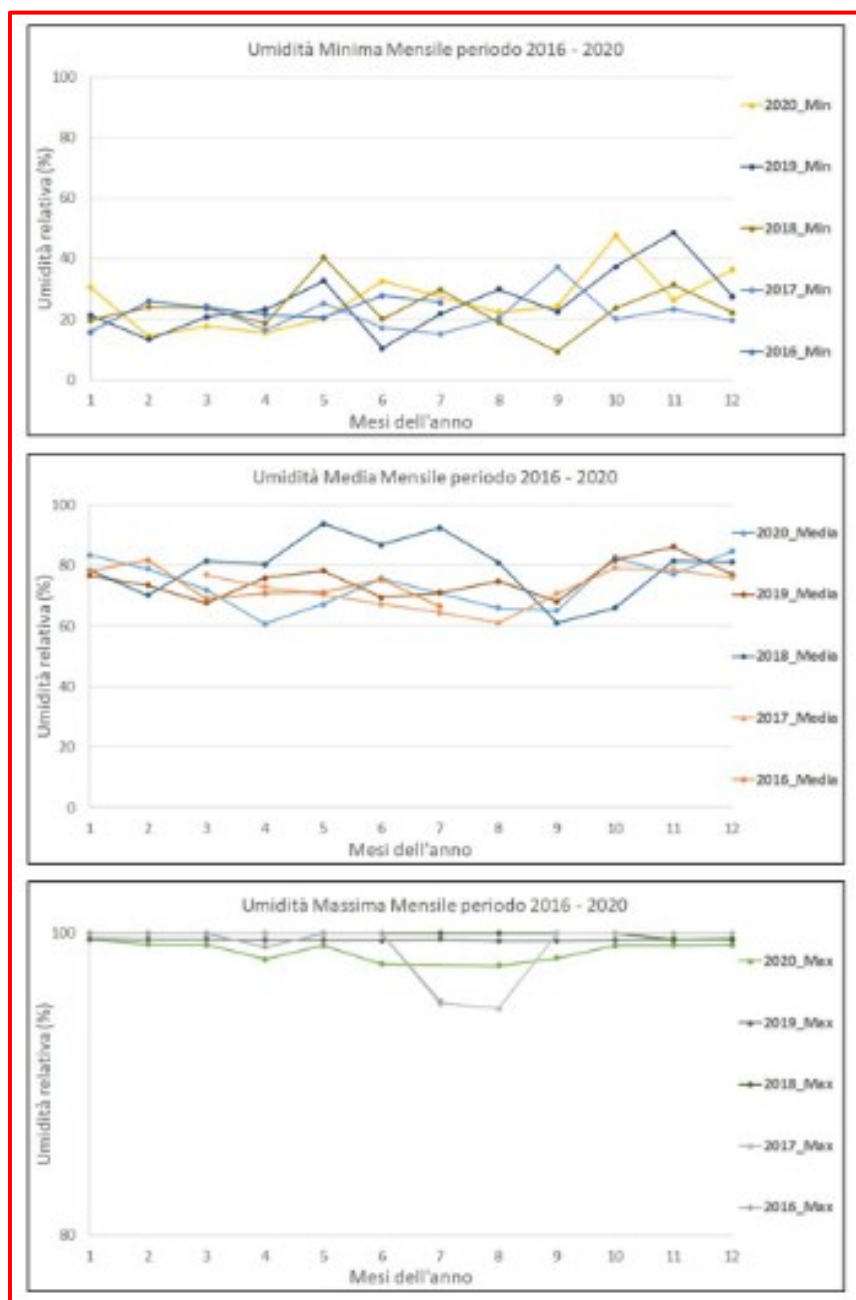 Umidità Minima Mensile periodo 2016 - 2020
Umidità relativa (%)
100
80
60
40
20
0
1 2 3 4 5 6 7 8 9 10 11 12
Mesi dell'anno
2020_Min
2019_Min
2018_Min
2017_Min
2016_Min
Umidità Media Mensile periodo 2016 - 2020
Umidità relativa (%)
100
80
60
40
20
0
1 2 3 4 5 6 7 8 9 10 11 12
Mesi dell'anno
2020_Media
2019_Media
2018_Media
2017_Media
2016_Media
Umidità Massima Mensile periodo 2016 - 2020
Umidità relativa (%)
100
80
1 2 3 4 5 6 7 8 9 10 11 12
Mesi dell'anno
2020_Max
2019_Max
2018_Max
2017_Max
2016_Max